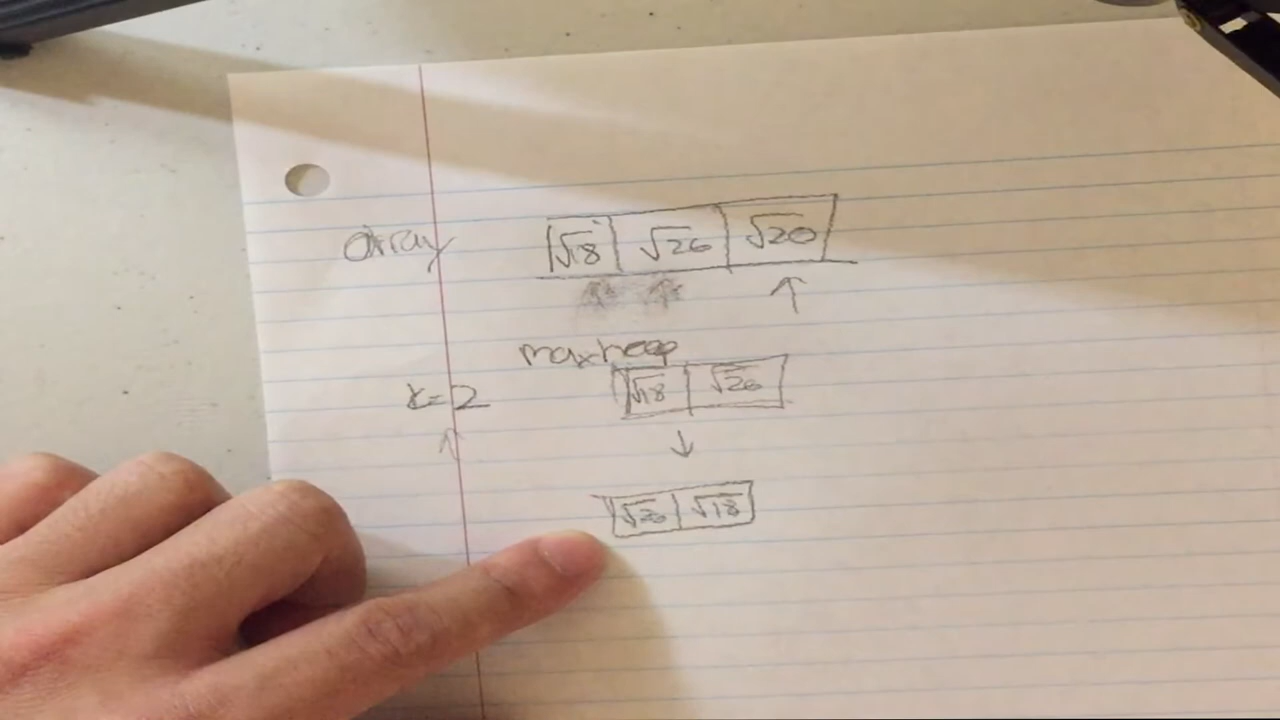 array √18 √26 √20
maxheap
k=2 √18 √26
√26 √18